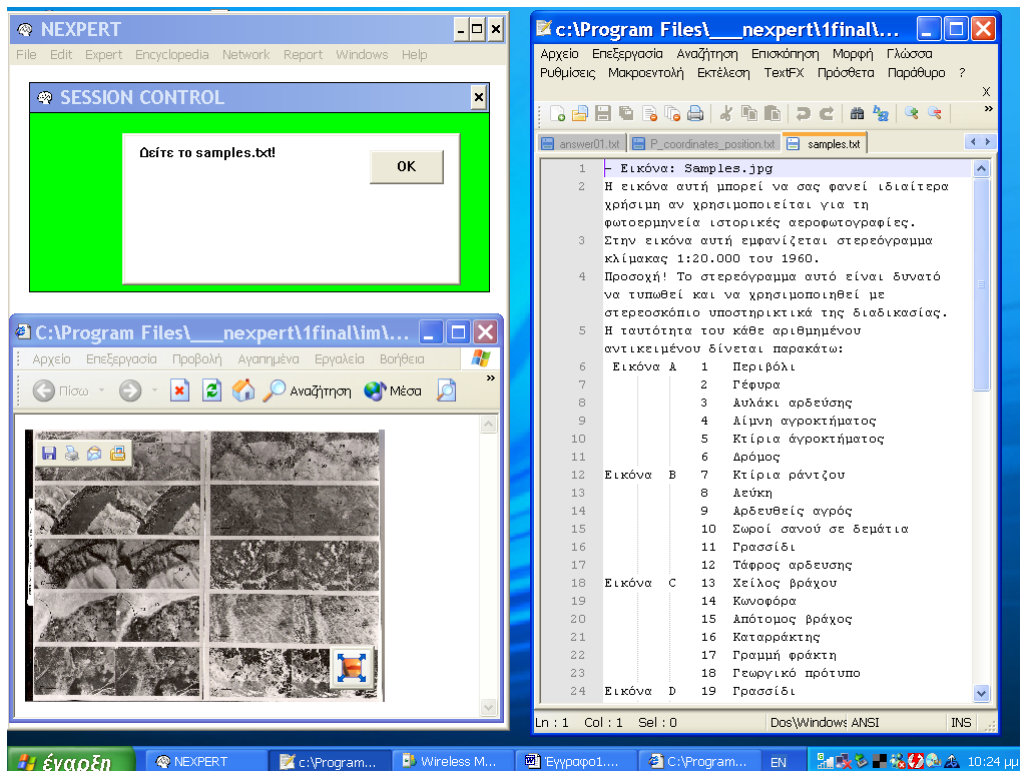 NEXPERT
File Edit Expert Encyclopedia Network Report Windows Help
SESSION CONTROL
Δείτε το samples.txt!
OK
C:\Program Files\___nexpert\1final\im\...
Αρχείο Επεξεργασία Προβολή Αγαπημένα Εργαλεία Βοήθεια
Πίσω Αναζήτηση Μέσα »
c:\Program Files\___nexpert\1final\...
Αρχείο Επεξεργασία Αναζήτηση Επισκόπηση Μορφή Γλώσσα
Ρυθμίσεις Μακροεντολή Εκτέλεση TextFX Πρόσθετα Παράθυρο ?
X
»
answer01.txt P_coordinates_position.txt samples.txt
1 - Εικόνα: Samples.jpg
2 Η εικόνα αυτή μπορεί να σας φανεί ιδιαίτερα
χρήσιμη αν χρησιμοποιείται για τη
φωτοερμηνεία ιστορικές αεροφωτογραφίες.
3 Στην εικόνα αυτή εμφανίζεται στερεόγραμμα
κλίμακας 1:20.000 του 1960.
4 Προσοχή! Το στερεόγραμμα αυτό είναι δυνατό
να τυπωθεί και να χρησιμοποιηθεί με
στερεοσκόπιο υποστηρικτικά της διαδικασίας.
5 Η ταυτότητα του κάθε αριθμημένου
αντικειμένου δίνεται παρακάτω:
6 Εικόνα A 1 Περιβόλι
7 2 Γέφυρα
8 3 Αυλάκι αρδεύσης
9 4 Λίμνη αγροκτήματος
10 5 Κτίρια άγροκτήματος
11 6 Δρόμος
12 Εικόνα B 7 Κτίρια ράντζου
13 8 Λεύκη
14 9 Αρδευθείς αγρός
15 10 Σωροί σανού σε δεμάτια
16 11 Γρασσίδι
17 12 Τάφρος αρδευσης
18 Εικόνα C 13 Χείλος βράχου
19 14 Κωνοφόρα
20 15 Απότομος βράχος
21 16 Καταρράκτης
22 17 Γραμμή φράκτη
23 18 Γεωργικό πρότυπο
24 Εικόνα D 19 Γρασσίδι
Ln : 1 Col : 1 Sel : 0 Dos\Windows ANSI INS
έναρξη NEXPERT c:\Program... Wireless M... Έγγραφο1.... C:\Program... EN 10:24 μμ